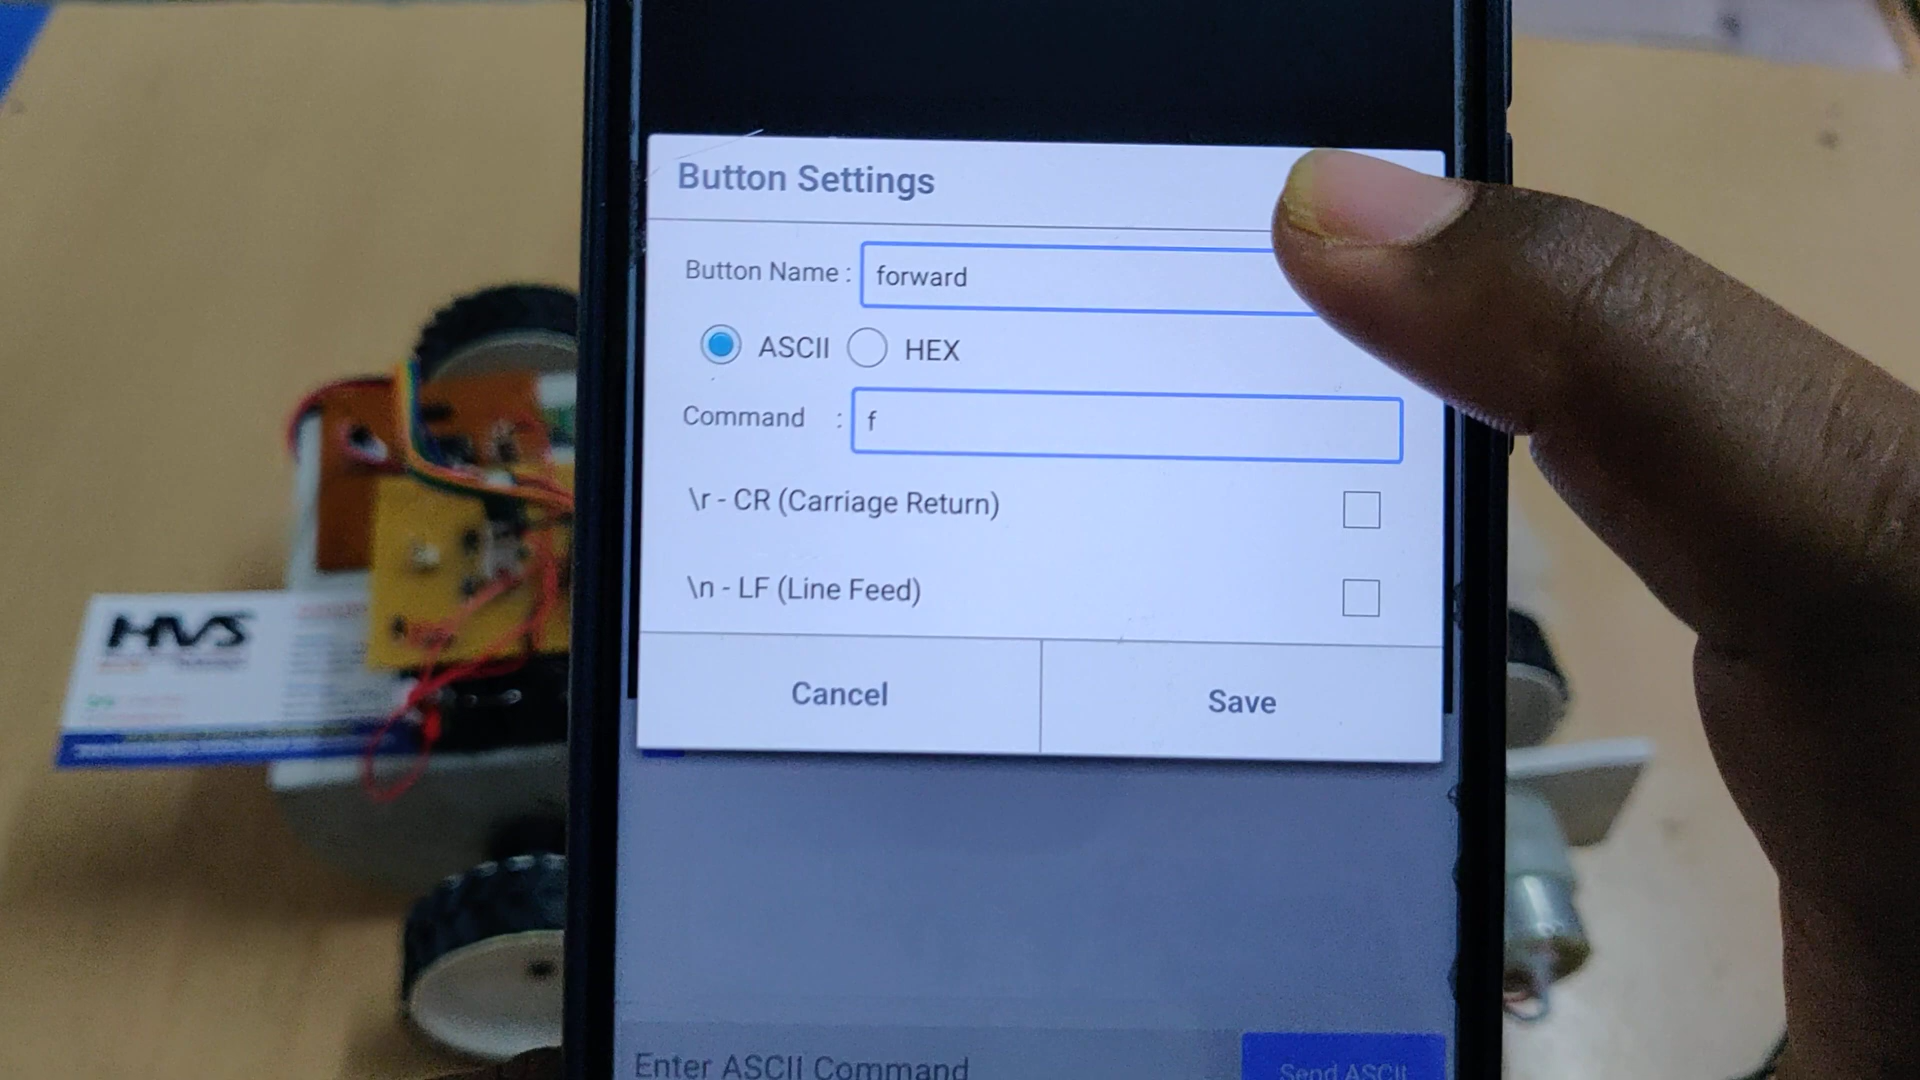 Button Settings
Button Name : forward
ASCII HEX
Command : f
\r - CR (Carriage Return)
\n - LF (Line Feed)
Cancel Save
HVS
Enter ASCII Command
Send ASCII